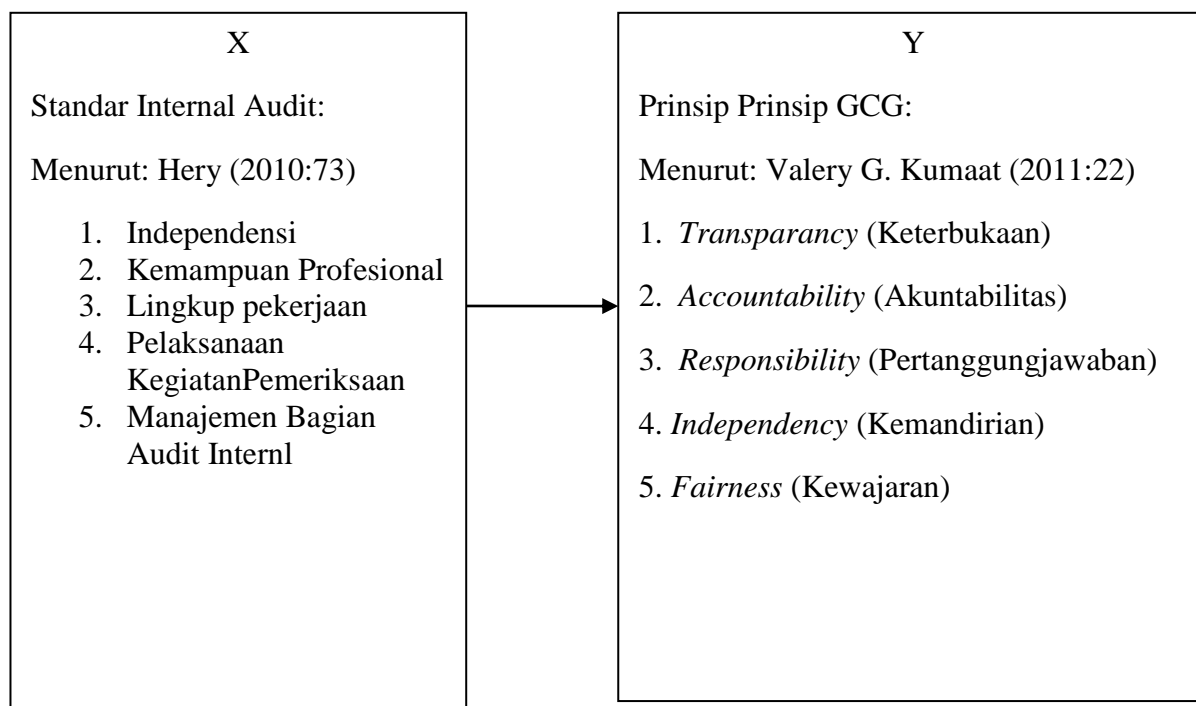 X
Standar Internal Audit:
Menurut: Hery (2010:73)
1. Independensi
2. Kemampuan Profesional
3. Lingkup pekerjaan
4. Pelaksanaan
KegiatanPemeriksaan
5. Manajemen Bagian
Audit Internl
Y
Prinsip Prinsip GCG:
Menurut: Valery G. Kumaat (2011:22)
1. Transparancy (Keterbukaan)
2. Accountability (Akuntabilitas)
3. Responsibility (Pertanggungjawaban)
4. Independency (Kemandirian)
5. Fairness (Kewajaran)